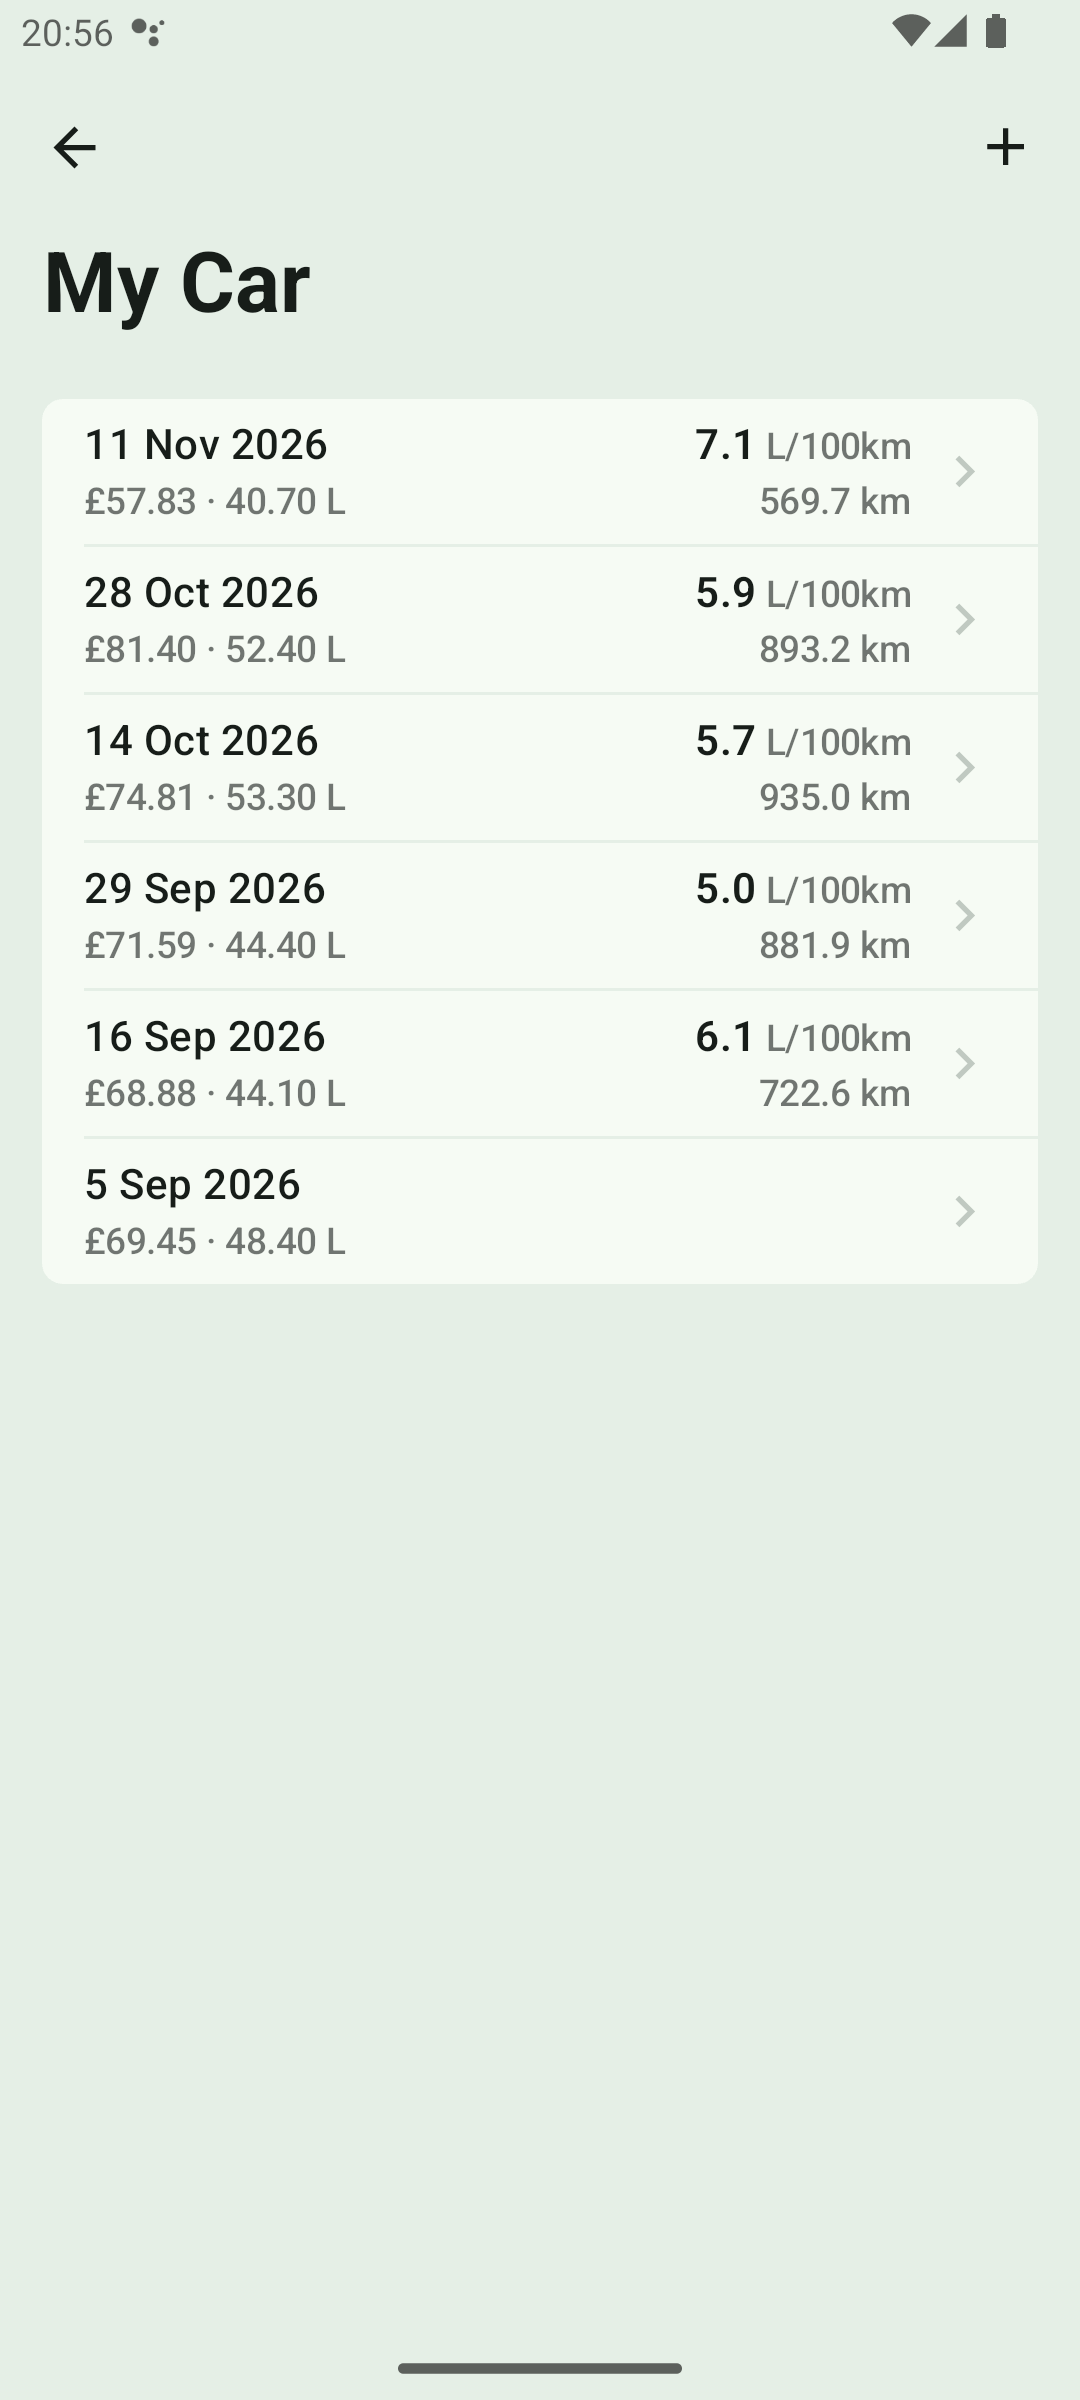 20:56
My Car
11 Nov 2026
7.1 L/100km
£57.83 · 40.70 L
569.7 km
28 Oct 2026
5.9 L/100km
£81.40 · 52.40 L
893.2 km
14 Oct 2026
5.7 L/100km
£74.81 · 53.30 L
935.0 km
29 Sep 2026
5.0 L/100km
£71.59 · 44.40 L
881.9 km
16 Sep 2026
6.1 L/100km
£68.88 · 44.10 L
722.6 km
5 Sep 2026
£69.45 · 48.40 L